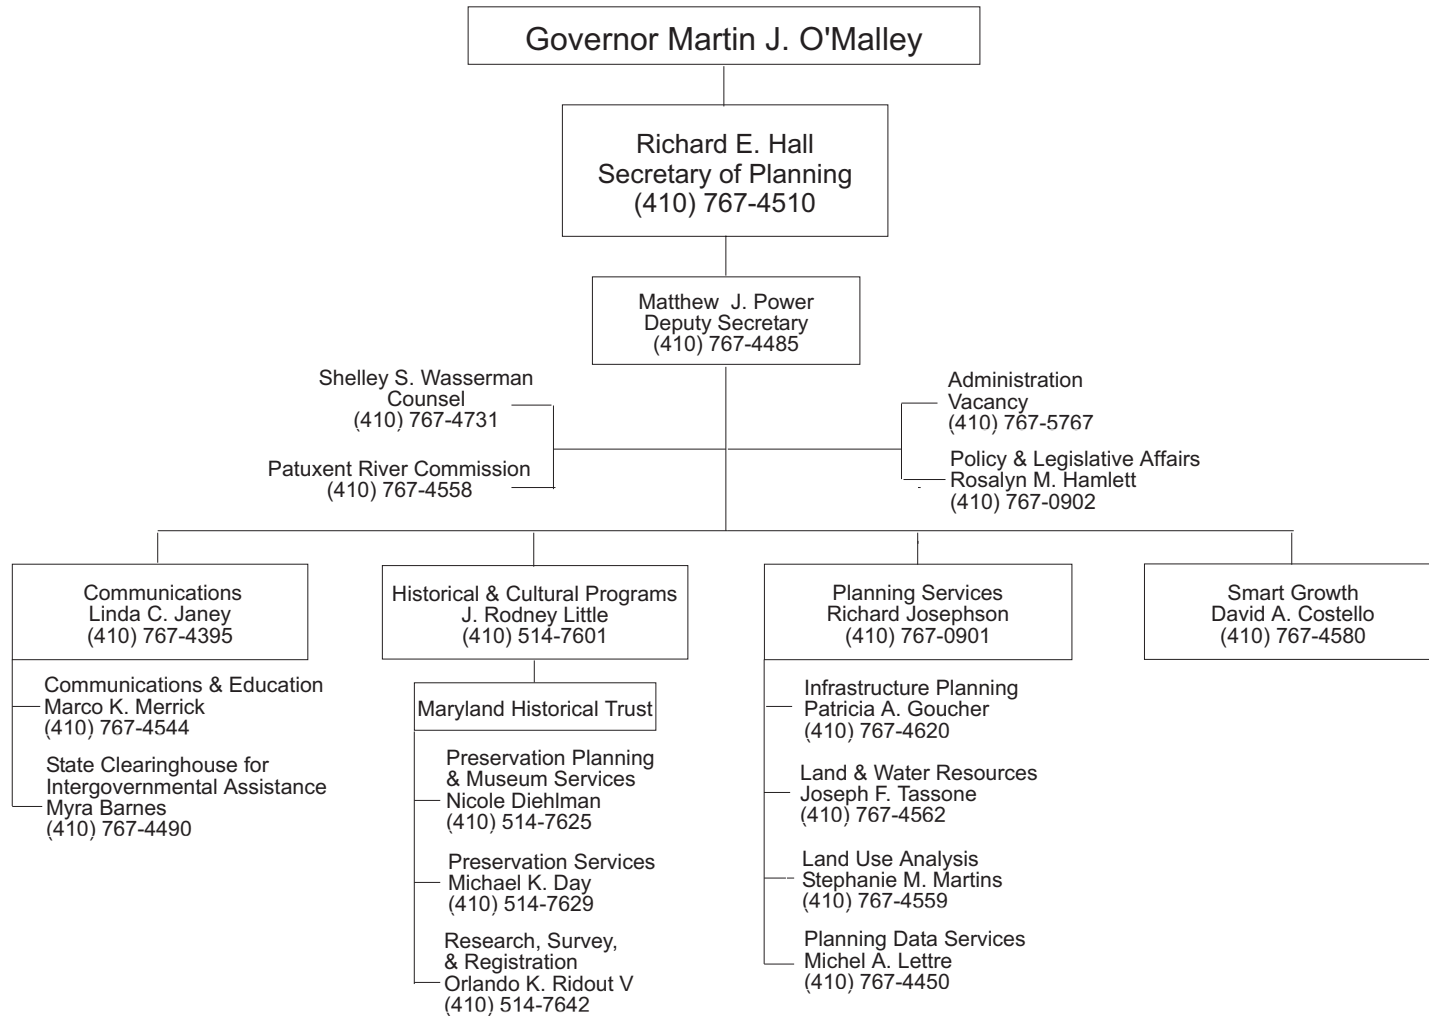 Governor Martin J. O'Malley
Richard E. Hall
Secretary of Planning
(410) 767-4510
Matthew J. Power
Deputy Secretary
(410) 767-4485
Shelley S. Wasserman
Counsel
(410) 767-4731
Patuxent River Commission
(410) 767-4558
Administration
Vacancy
(410) 767-5767
Policy & Legislative Affairs
Rosalyn M. Hamlett
(410) 767-0902
Communications
Linda C. Janey
(410) 767-4395
Communications & Education
Marco K. Merrick
(410) 767-4544
State Clearinghouse for
Intergovernmental Assistance
Myra Barnes
(410) 767-4490
Historical & Cultural Programs
J. Rodney Little
(410) 514-7601
Maryland Historical Trust
Preservation Planning
& Museum Services
Nicole Diehlman
(410) 514-7625
Preservation Services
Michael K. Day
(410) 514-7629
Research, Survey,
& Registration
Orlando K. Ridout V
(410) 514-7642
Planning Services
Richard Josephson
(410) 767-0901
Infrastructure Planning
Patricia A. Goucher
(410) 767-4620
Land & Water Resources
Joseph F. Tassone
(410) 767-4562
Land Use Analysis
Stephanie M. Martins
(410) 767-4559
Planning Data Services
Michel A. Lettre
(410) 767-4450
Smart Growth
David A. Costello
(410) 767-4580